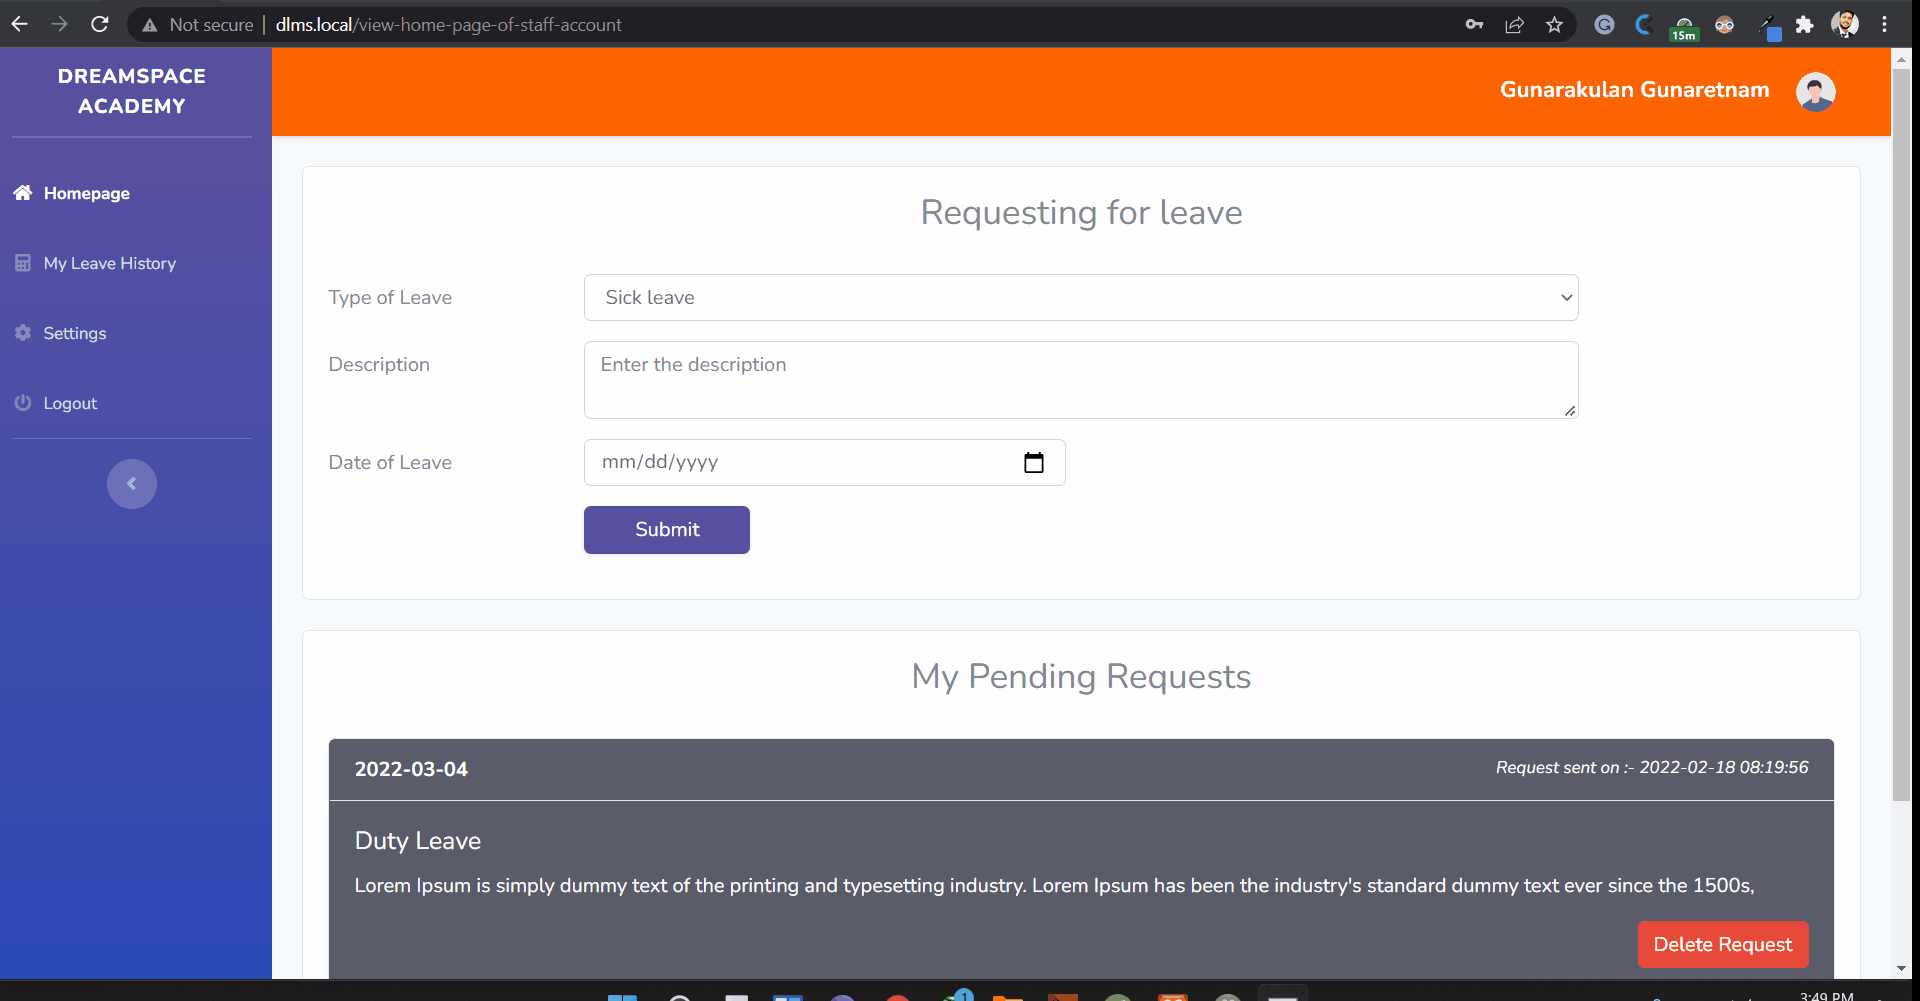 Not secure | dlms.local/view-home-page-of-staff-account
15m
DREAMSPACE
ACADEMY
Gunarakulan Gunaretnam
Homepage
My Leave History
Settings
Logout
Requesting for leave
Type of Leave
Sick leave
Description
Enter the description
Date of Leave
mm/dd/yyyy
Submit
My Pending Requests
2022-03-04
Request sent on :- 2022-02-18 08:19:56
Duty Leave
Lorem Ipsum is simply dummy text of the printing and typesetting industry. Lorem Ipsum has been the industry's standard dummy text ever since the 1500s,
Delete Request
1
3:49 PM